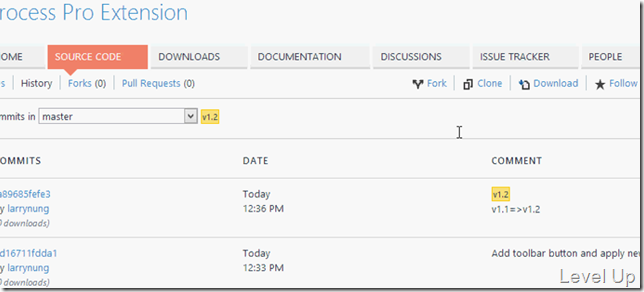 rocess Pro Extension
OME SOURCE CODE DOWNLOADS DOCUMENTATION DISCUSSIONS ISSUE TRACKER PEOPLE
s History Forks (0) Pull Requests (0) Fork Clone Download Follow
mmits in master v1.2
OMMITS DATE COMMENT
a89685fefe3 Today v1.2
y larrynung 12:36 PM v1.1=>v1.2
0 downloads)
d16711fdda1 Today Add toolbar button and apply new
y larrynung 12:33 PM
0 downloads)
Level Up